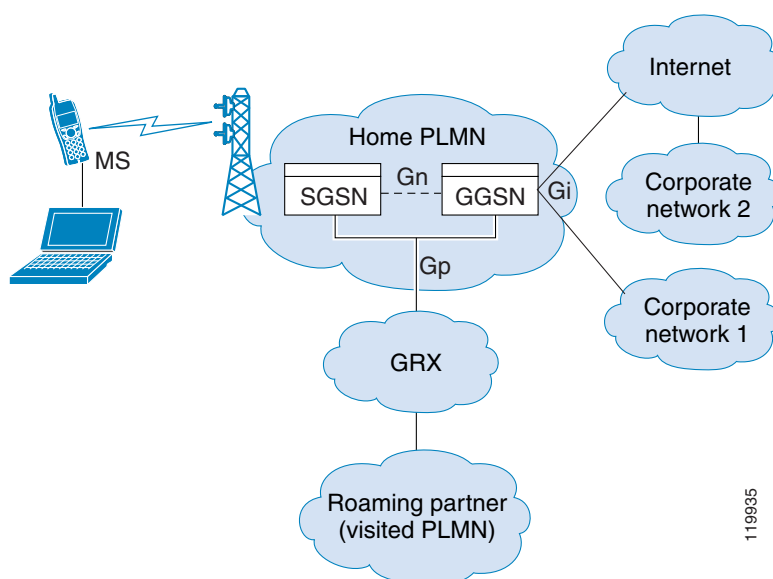 Internet
Home PLMN
MS
SGSN
Gn
GGSN
Gi
Corporate
network 2
Gp
Corporate
network 1
GRX
Roaming partner
(visited PLMN)
119935